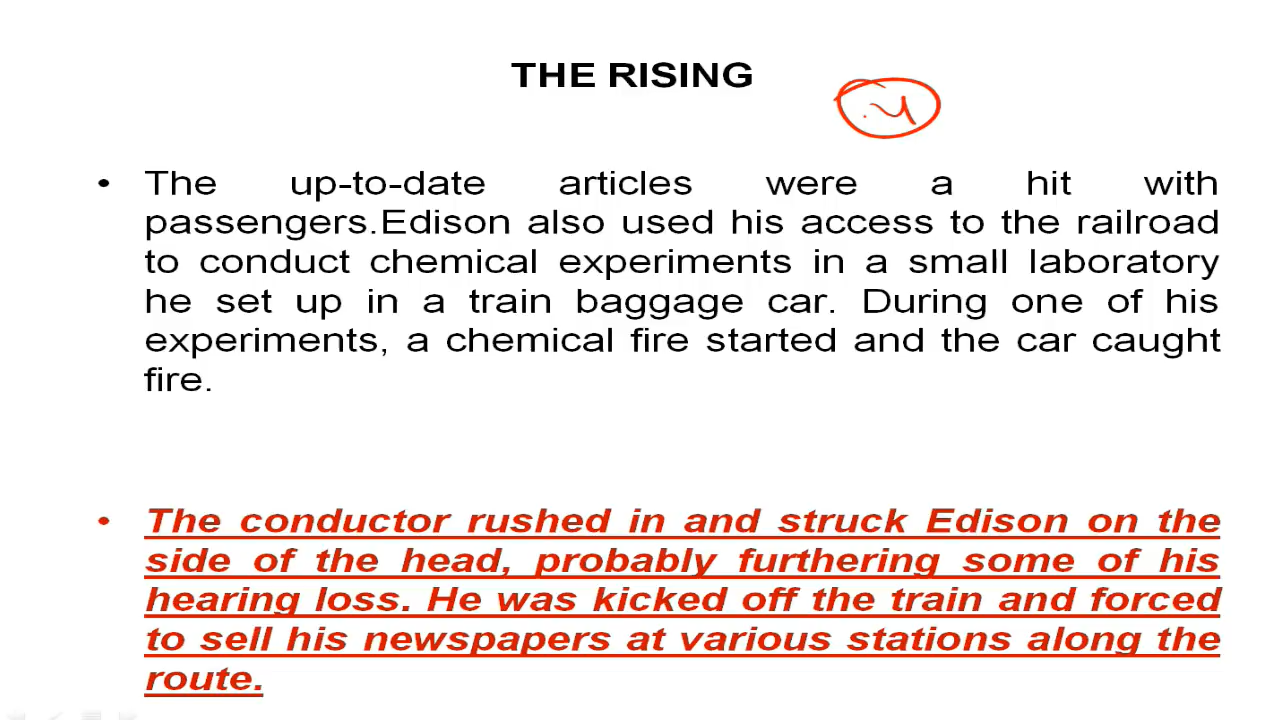 THE RISING
• The up-to-date articles were a hit with
passengers.Edison also used his access to the railroad
to conduct chemical experiments in a small laboratory
he set up in a train baggage car. During one of his
experiments, a chemical fire started and the car caught
fire.
• The conductor rushed in and struck Edison on the
side of the head, probably furthering some of his
hearing loss. He was kicked off the train and forced
to sell his newspapers at various stations along the
route.